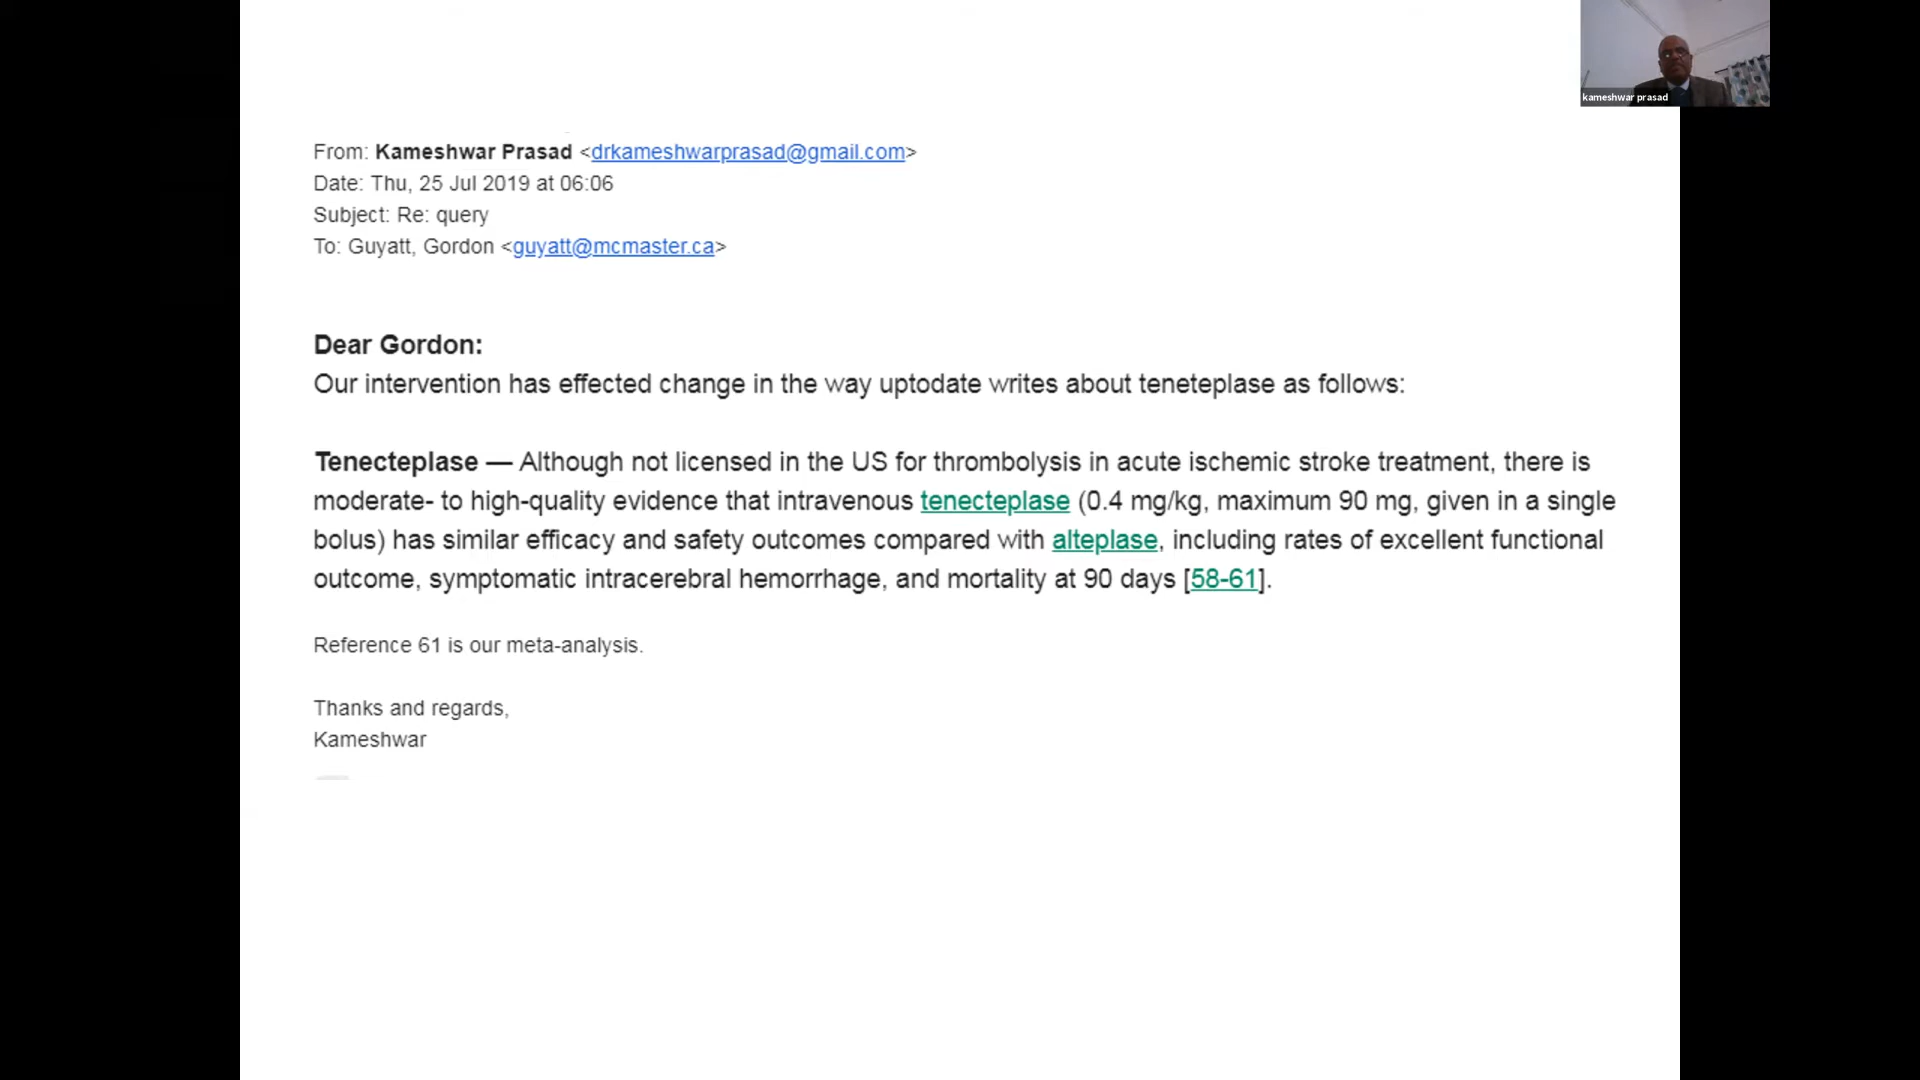 kameshwar prasad
From: Kameshwar Prasad <drkameshwarprasad@gmail.com>
Date: Thu, 25 Jul 2019 at 06:06
Subject: Re: query
To: Guyatt, Gordon <guyatt@mcmaster.ca>
Dear Gordon:
Our intervention has effected change in the way uptodate writes about teneteplase as follows:
Tenecteplase — Although not licensed in the US for thrombolysis in acute ischemic stroke treatment, there is
moderate- to high-quality evidence that intravenous tenecteplase (0.4 mg/kg, maximum 90 mg, given in a single
bolus) has similar efficacy and safety outcomes compared with alteplase, including rates of excellent functional
outcome, symptomatic intracerebral hemorrhage, and mortality at 90 days [58-61].
Reference 61 is our meta-analysis.
Thanks and regards,
Kameshwar